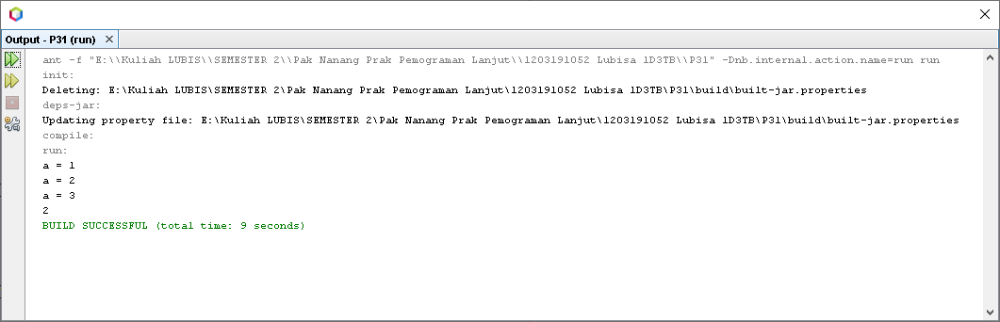 Output - P31 (run)
ant -f "E:\\Kuliah LUBIS\\SEMESTER 2\\Pak Nanang Prak Pemograman Lanjut\\1203191052 Lubisa 1D3TB\\P31" -Dnb.internal.action.name=run run
init:
Deleting: E:\Kuliah LUBIS\SEMESTER 2\Pak Nanang Prak Pemograman Lanjut\1203191052 Lubisa 1D3TB\P31\build\built-jar.properties
deps-jar:
Updating property file: E:\Kuliah LUBIS\SEMESTER 2\Pak Nanang Prak Pemograman Lanjut\1203191052 Lubisa 1D3TB\P31\build\built-jar.properties
compile:
run:
a = 1
a = 2
a = 3
2
BUILD SUCCESSFUL (total time: 9 seconds)